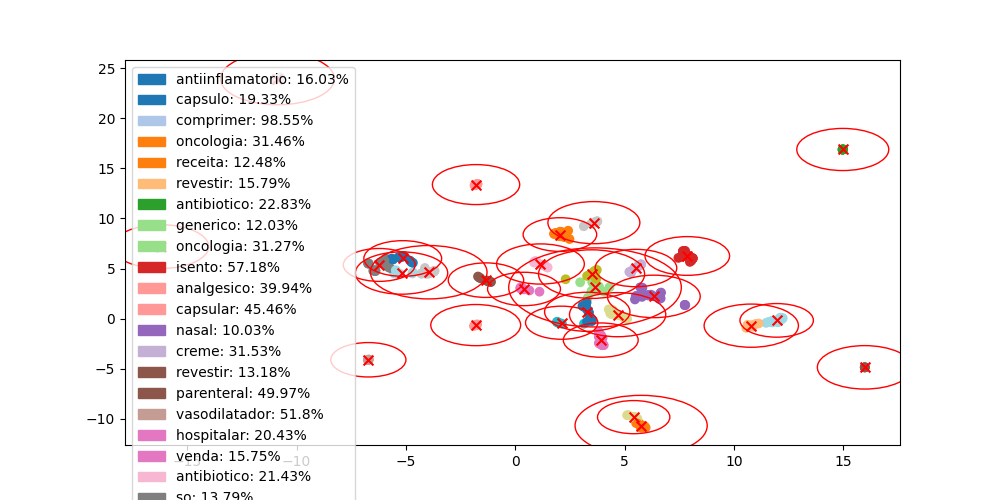 25
20
15
10
5
0
−5
−10
−15
−10
−5
0
5
10
15
antiinflamatorio: 16.03%
capsulo: 19.33%
comprimer: 98.55%
oncologia: 31.46%
receita: 12.48%
revestir: 15.79%
antibiotico: 22.83%
generico: 12.03%
oncologia: 31.27%
isento: 57.18%
analgesico: 39.94%
capsular: 45.46%
nasal: 10.03%
creme: 31.53%
revestir: 13.18%
parenteral: 49.97%
vasodilatador: 51.8%
hospitalar: 20.43%
venda: 15.75%
antibiotico: 21.43%
so: 13.79%